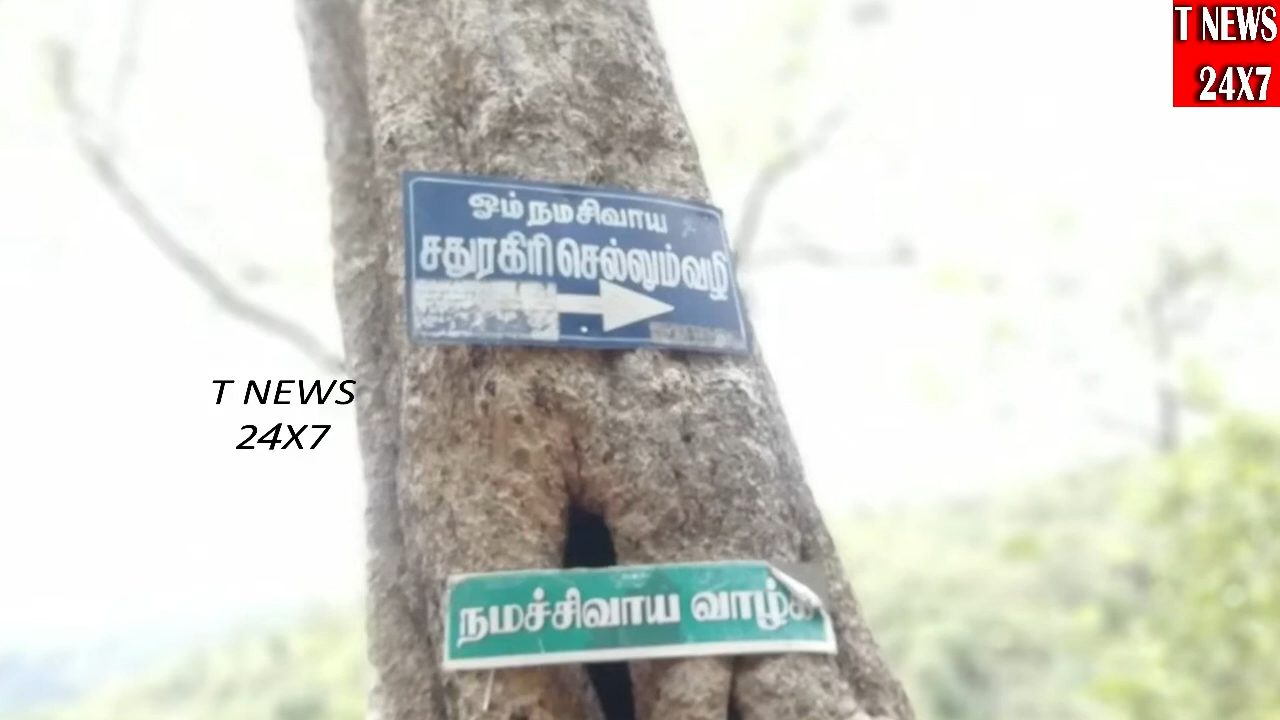 T NEWS
24X7
ஓம் நமசிவாய
சதுரகிரி செல்லும் வழி
T NEWS
24X7
நமச்சிவாய வாழ்க